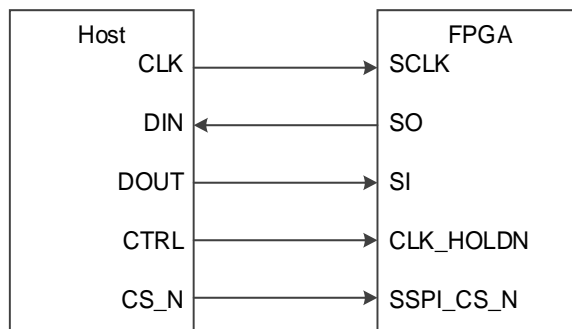 Host FPGA
CLK SCLK
DIN SO
DOUT SI
CTRL CLK_HOLDN
CS_N SSPI_CS_N